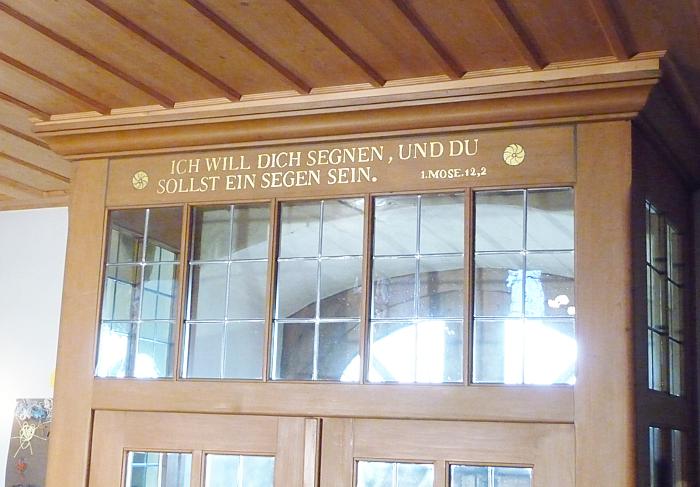 ICH WILL DICH SEGNEN, UND DU
SOLLST EIN SEGEN SEIN.
1.MOSE.12,2